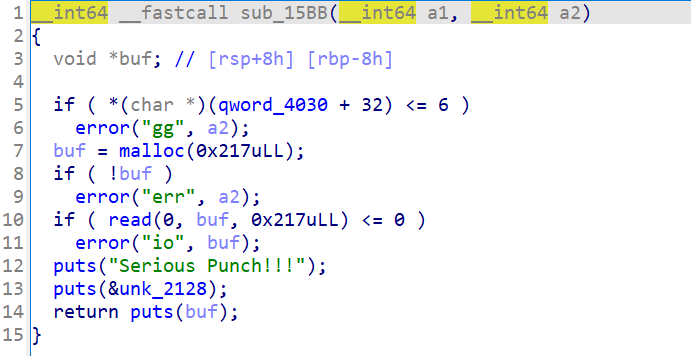 1 __int64 __fastcall sub_15BB(__int64 a1, __int64 a2)
2 {
3 void *buf; // [rsp+8h] [rbp-8h]
4
5 if ( *(char *)(qword_4030 + 32) <= 6 )
6 error("gg", a2);
7 buf = malloc(0x217uLL);
8 if ( !buf )
9 error("err", a2);
10 if ( read(0, buf, 0x217uLL) <= 0 )
11 error("io", buf);
12 puts("Serious Punch!!!");
13 puts(&unk_2128);
14 return puts(buf);
15 }